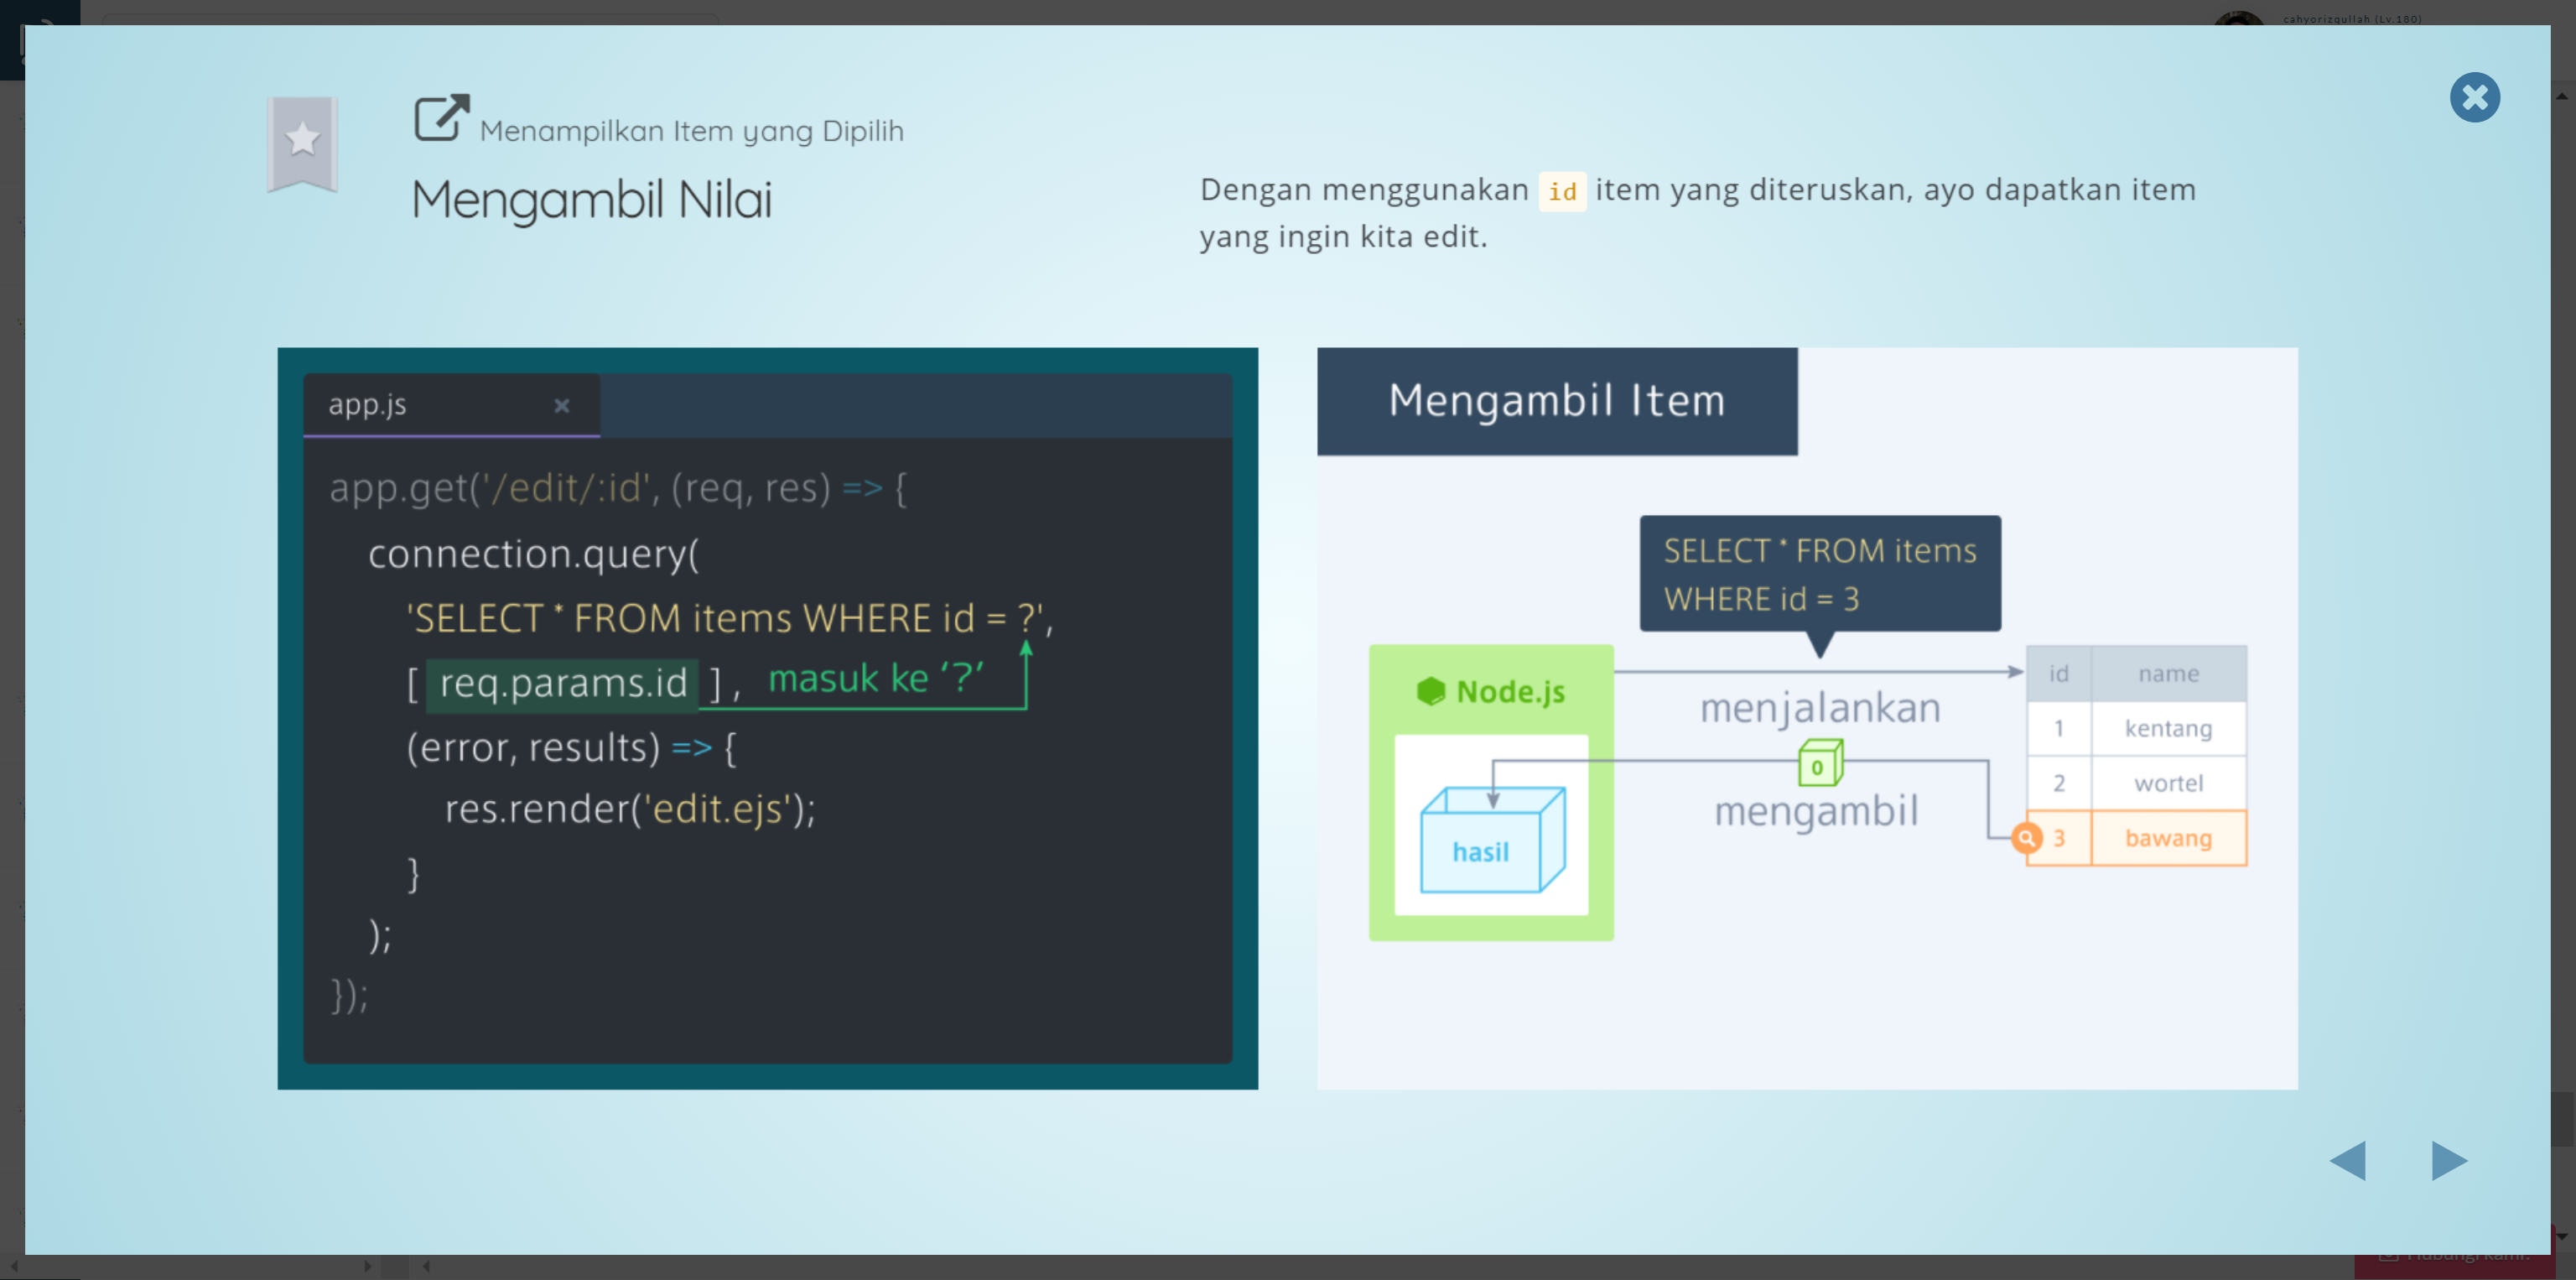 cahyorizqullah (Lv.180)
Menampilkan Item yang Dipilih
Mengambil Nilai
Dengan menggunakan id item yang diteruskan, ayo dapatkan item
yang ingin kita edit.
app.js ×
app.get('/edit/:id', (req, res) => {
connection.query(
'SELECT * FROM items WHERE id = ?',
[ req.params.id ] , masuk ke ‘?’
(error, results) => {
res.render('edit.ejs');
}
);
});
Mengambil Item
SELECT * FROM items
WHERE id = 3
Node.js
menjalankan
0
mengambil
hasil
id name
1 kentang
2 wortel
3 bawang